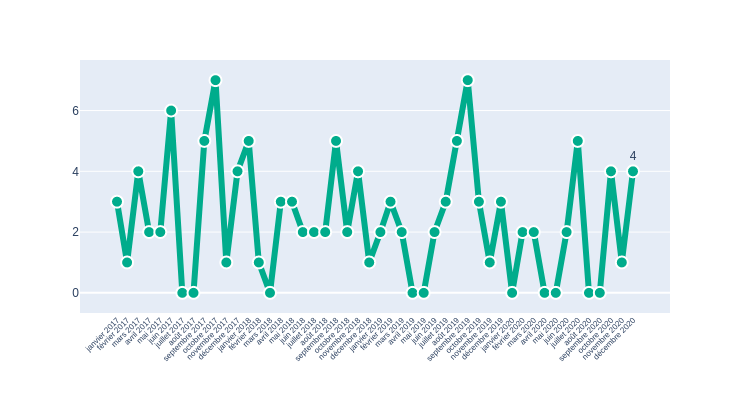 6
4
4
2
0
janvier 2017
février 2017
mars 2017
avril 2017
mai 2017
juin 2017
juillet 2017
août 2017
septembre 2017
octobre 2017
novembre 2017
décembre 2017
janvier 2018
février 2018
mars 2018
avril 2018
mai 2018
juin 2018
juillet 2018
août 2018
septembre 2018
octobre 2018
novembre 2018
décembre 2018
janvier 2019
février 2019
mars 2019
avril 2019
mai 2019
juin 2019
juillet 2019
août 2019
septembre 2019
octobre 2019
novembre 2019
décembre 2019
janvier 2020
février 2020
mars 2020
avril 2020
mai 2020
juin 2020
juillet 2020
août 2020
septembre 2020
octobre 2020
novembre 2020
décembre 2020